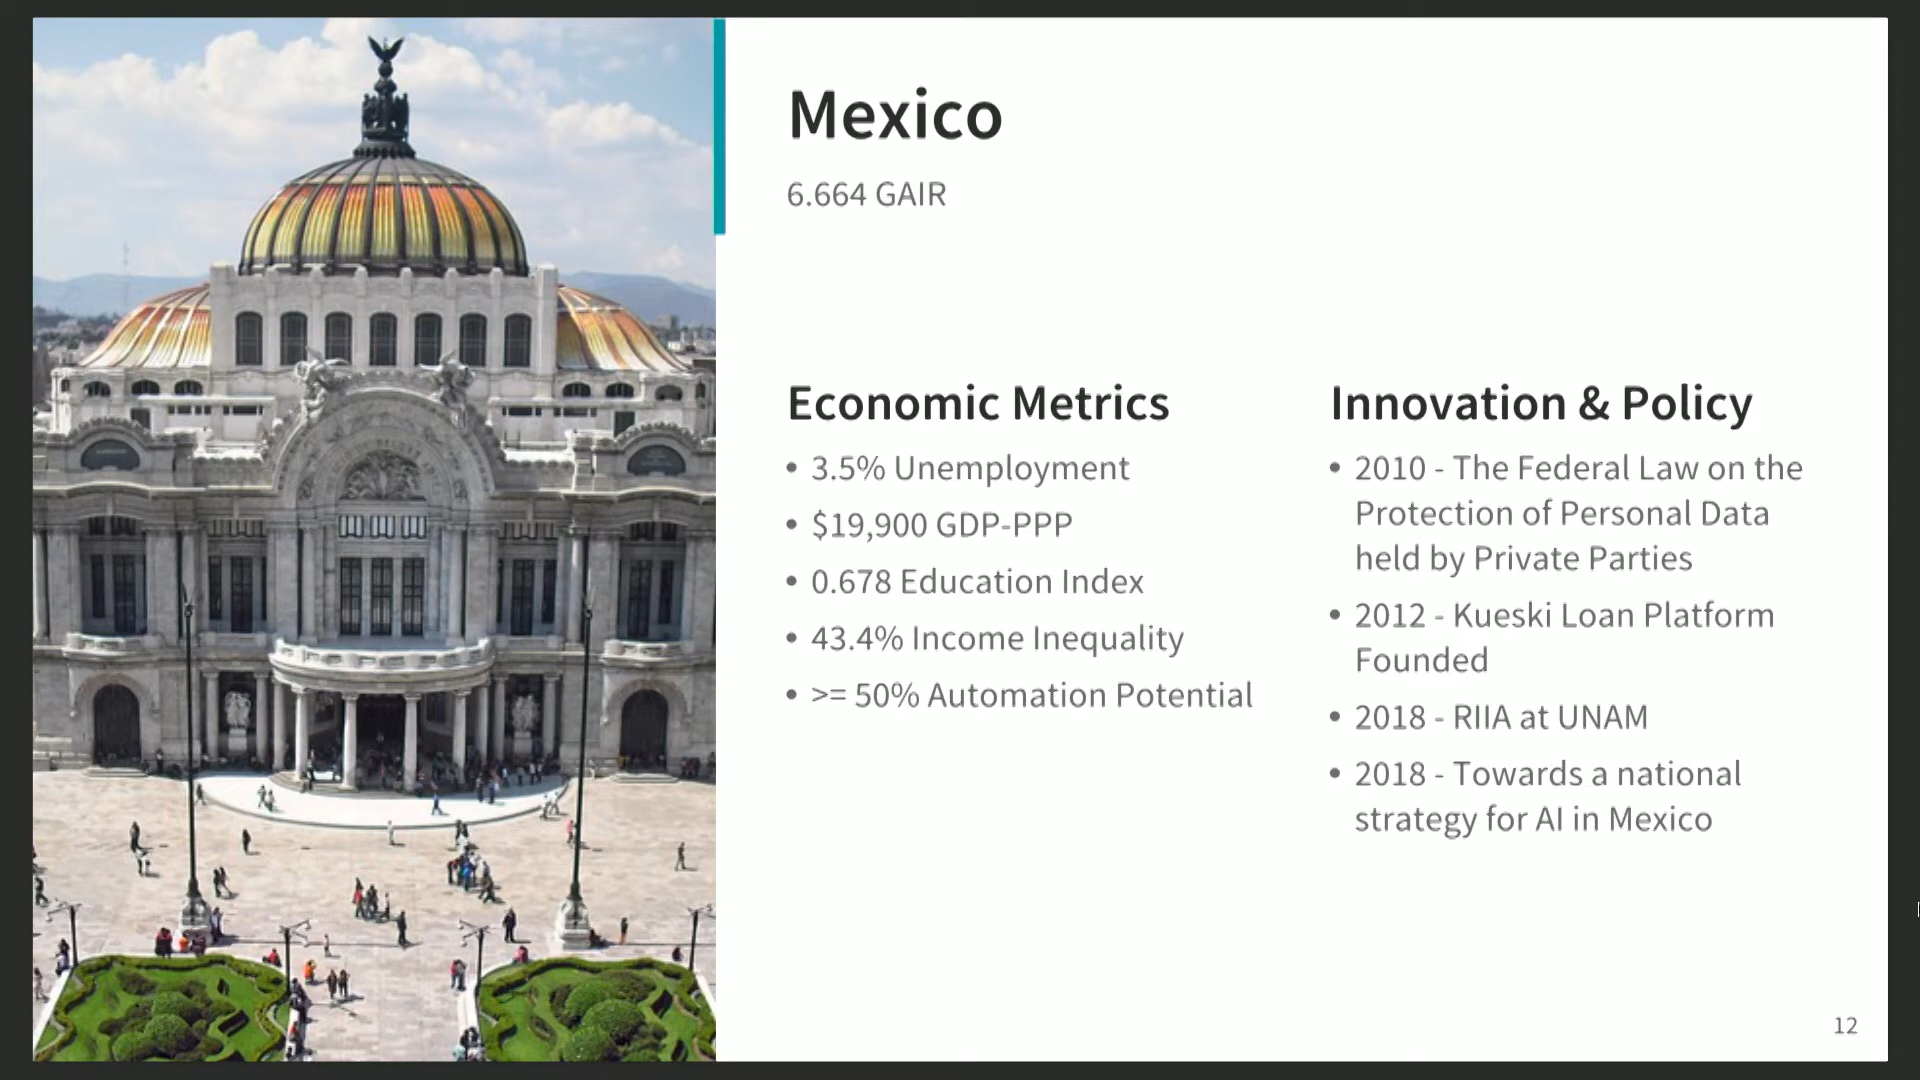 Mexico
6.664 GAIR
Economic Metrics
• 3.5% Unemployment
• $19,900 GDP-PPP
• 0.678 Education Index
• 43.4% Income Inequality
• >= 50% Automation Potential
Innovation & Policy
• 2010 - The Federal Law on the
Protection of Personal Data
held by Private Parties
• 2012 - Kueski Loan Platform
Founded
• 2018 - RIIA at UNAM
• 2018 - Towards a national
strategy for AI in Mexico
12